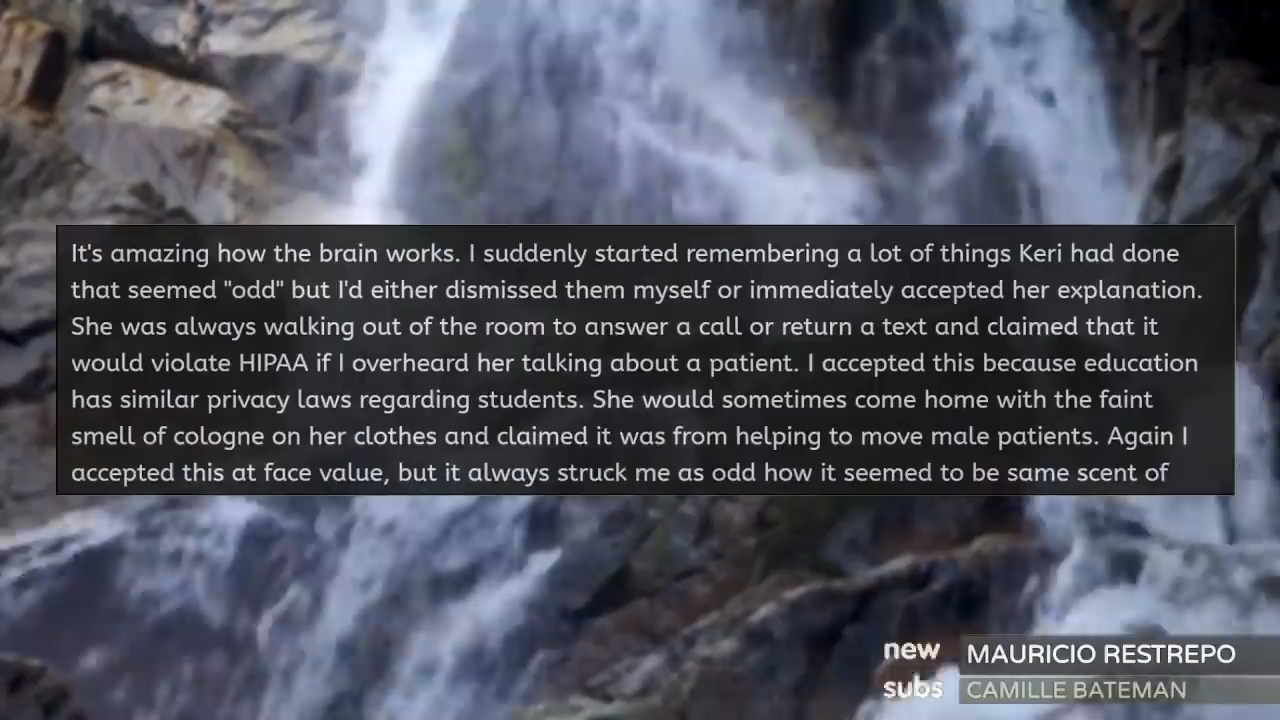 It's amazing how the brain works. I suddenly started remembering a lot of things Keri had done
that seemed "odd" but I'd either dismissed them myself or immediately accepted her explanation.
She was always walking out of the room to answer a call or return a text and claimed that it
would violate HIPAA if I overheard her talking about a patient. I accepted this because education
has similar privacy laws regarding students. She would sometimes come home with the faint
smell of cologne on her clothes and claimed it was from helping to move male patients. Again I
accepted this at face value, but it always struck me as odd how it seemed to be same scent of
new MAURICIO RESTREPO
subs CAMILLE BATEMAN